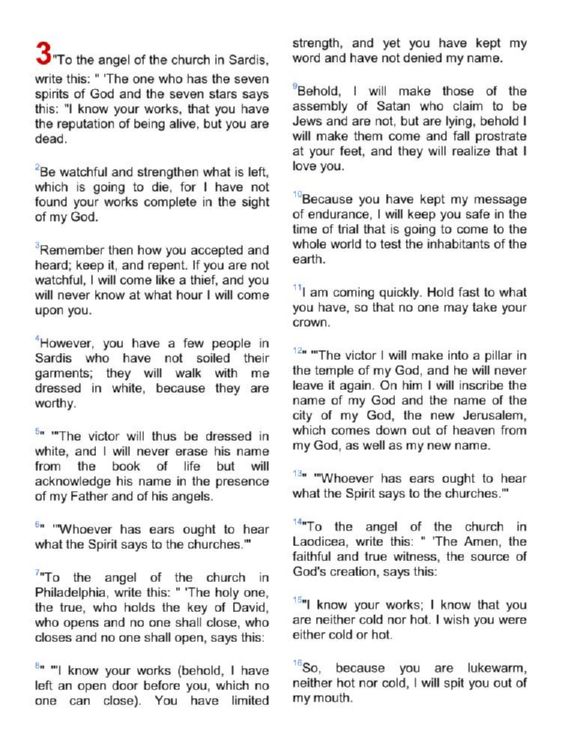 3"To the angel of the church in Sardis,
write this: " 'The one who has the seven
spirits of God and the seven stars says
this: "I know your works, that you have
the reputation of being alive, but you are
dead.
2Be watchful and strengthen what is left,
which is going to die, for I have not
found your works complete in the sight
of my God.
3Remember then how you accepted and
heard; keep it, and repent. If you are not
watchful, I will come like a thief, and you
will never know at what hour I will come
upon you.
4However, you have a few people in
Sardis who have not soiled their
garments; they will walk with me
dressed in white, because they are
worthy.
5" '"The victor will thus be dressed in
white, and I will never erase his name
from the book of life but will
acknowledge his name in the presence
of my Father and of his angels.
6" '"Whoever has ears ought to hear
what the Spirit says to the churches."'
7"To the angel of the church in
Philadelphia, write this: " 'The holy one,
the true, who holds the key of David,
who opens and no one shall close, who
closes and no one shall open, says this:
8" '"I know your works (behold, I have
left an open door before you, which no
one can close). You have limited
strength, and yet you have kept my
word and have not denied my name.
9Behold, I will make those of the
assembly of Satan who claim to be
Jews and are not, but are lying, behold I
will make them come and fall prostrate
at your feet, and they will realize that I
love you.
10Because you have kept my message
of endurance, I will keep you safe in the
time of trial that is going to come to the
whole world to test the inhabitants of the
earth.
11I am coming quickly. Hold fast to what
you have, so that no one may take your
crown.
12" '"The victor I will make into a pillar in
the temple of my God, and he will never
leave it again. On him I will inscribe the
name of my God and the name of the
city of my God, the new Jerusalem,
which comes down out of heaven from
my God, as well as my new name.
13" '"Whoever has ears ought to hear
what the Spirit says to the churches."'
14"To the angel of the church in
Laodicea, write this: " 'The Amen, the
faithful and true witness, the source of
God's creation, says this:
15"I know your works; I know that you
are neither cold nor hot. I wish you were
either cold or hot.
16So, because you are lukewarm,
neither hot nor cold, I will spit you out of
my mouth.